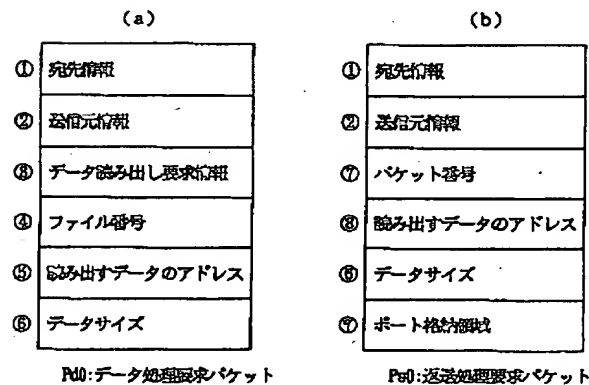 (a)
① 宛先情報
② 送信元情報
③ データ読み出し要求情報
④ ファイル番号
⑤ 読み出すデータのアドレス
⑥ データサイズ
Pd0:データ処理要求パケット
(b)
① 宛先情報
② 送信元情報
⑦ パケット番号
⑧ 読み出すデータのアドレス
⑥ データサイズ
⑦ ポート格納領域
Ps0:返送処理要求パケット